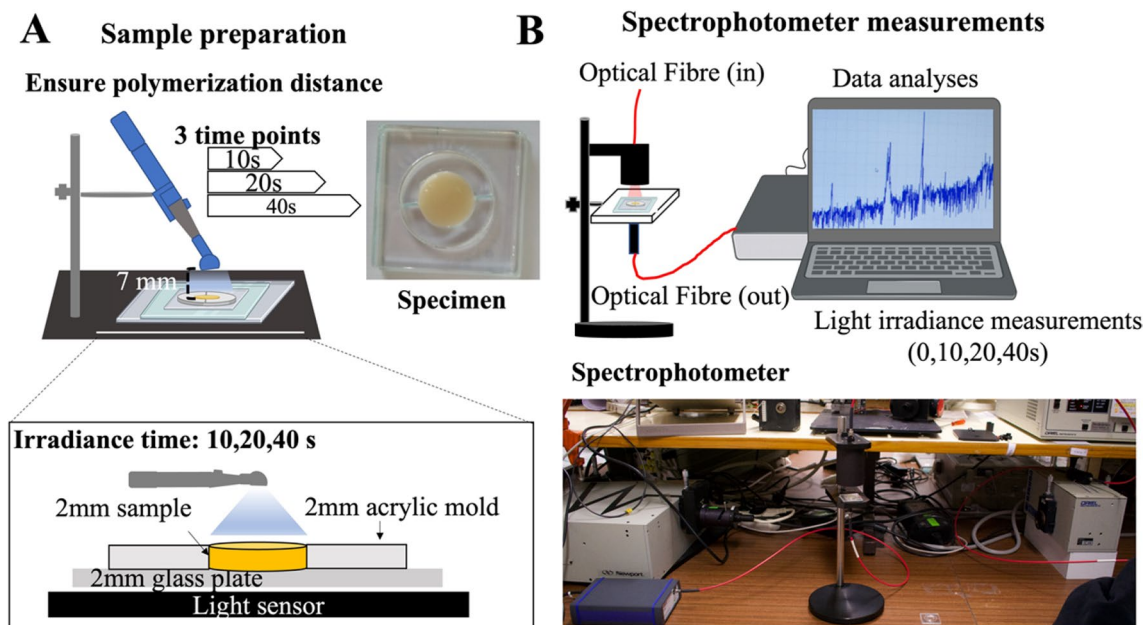 A
Sample preparation
Ensure polymerization distance
3 time points
10s
20s
40s
7 mm
Specimen
Irradiance time: 10,20,40 s
2mm sample
2mm acrylic mold
2mm glass plate
Light sensor
B
Spectrophotometer measurements
Optical Fibre (in)
Data analyses
Optical Fibre (out)
Light irradiance measurements
(0,10,20,40s)
Spectrophotometer
Newport